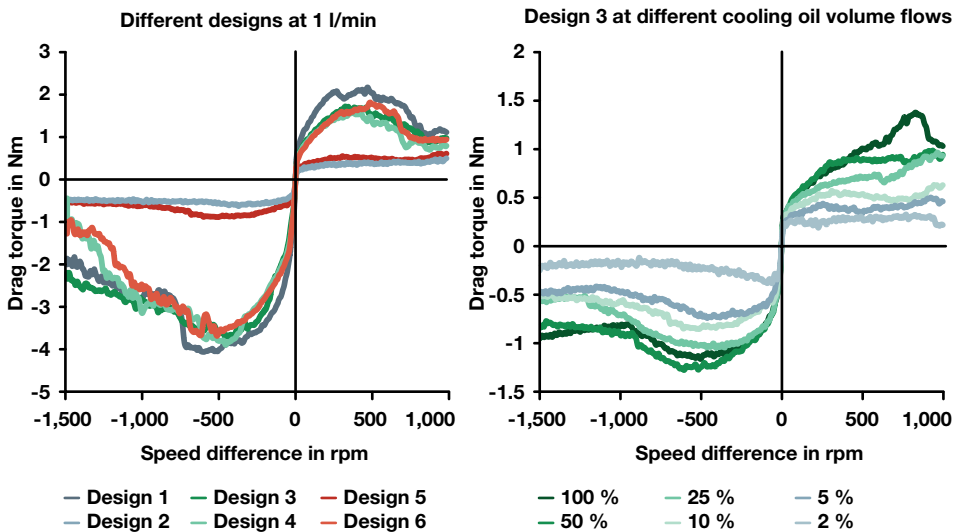 Different designs at 1 l/min
Drag torque in Nm
3
2
1
0
-1
-2
-3
-4
-5
-1,500 -1,000 -500 0 500 1,000
Speed difference in rpm
Design 1 Design 3 Design 5
Design 2 Design 4 Design 6
Design 3 at different cooling oil volume flows
Drag torque in Nm
2
1.5
1
0.5
0
-0.5
-1
-1.5
-1,500 -1,000 -500 0 500 1,000
Speed difference in rpm
100 % 25 % 5 %
50 % 10 % 2 %